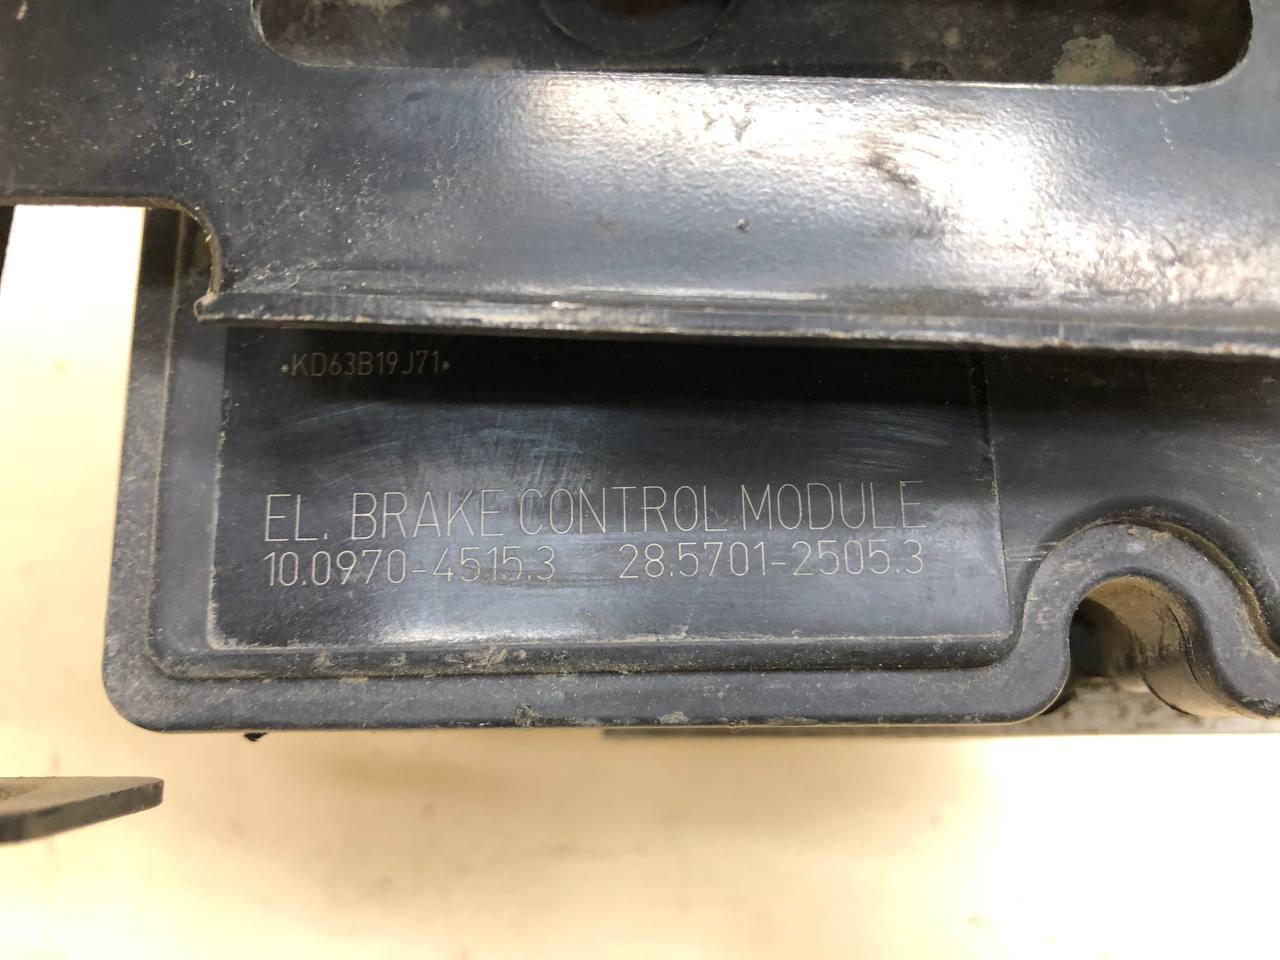 *KD63B19J71*
EL. BRAKE CONTROL MODULE
10.0970-4515.3 28.5701-2505.3